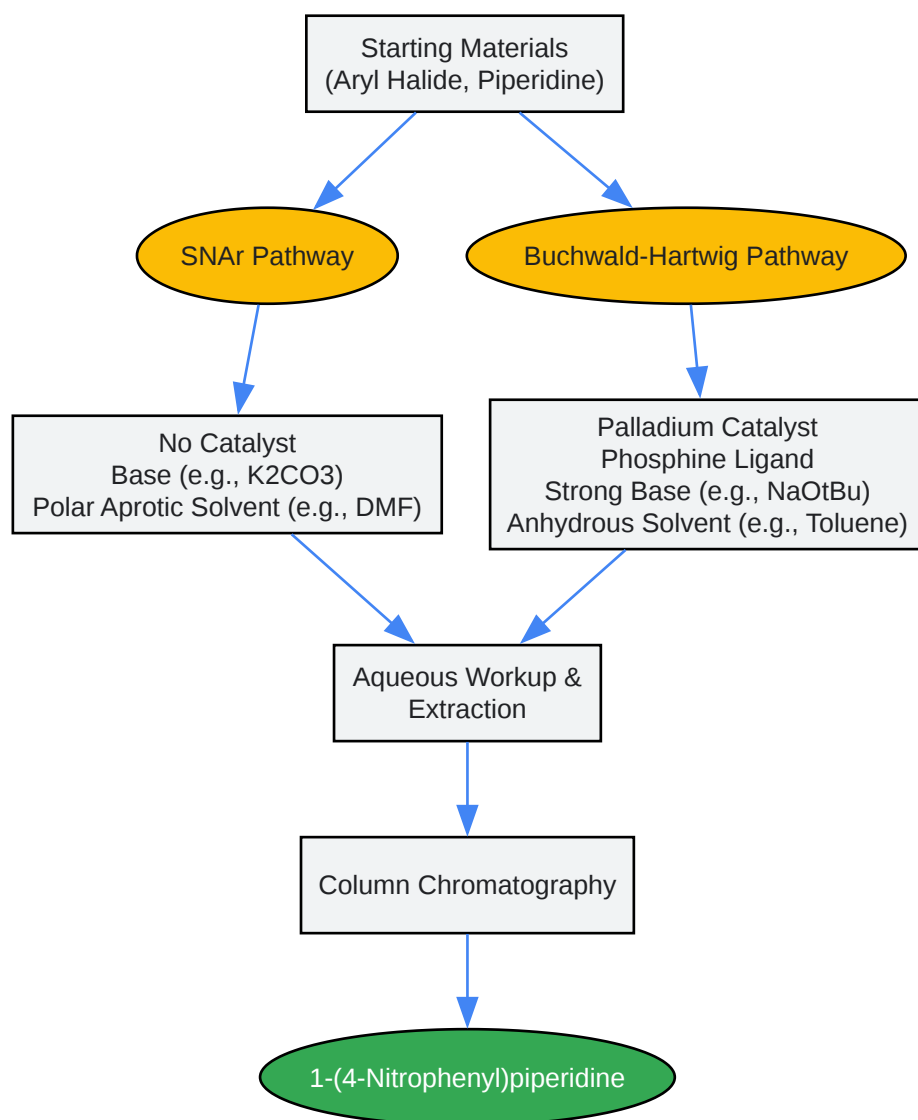 Starting Materials
(Aryl Halide, Piperidine)
SNAr Pathway
Buchwald-Hartwig Pathway
No Catalyst
Base (e.g., K2CO3)
Polar Aprotic Solvent (e.g., DMF)
Palladium Catalyst
Phosphine Ligand
Strong Base (e.g., NaOtBu)
Anhydrous Solvent (e.g., Toluene)
Aqueous Workup &
Extraction
Column Chromatography
1-(4-Nitrophenyl)piperidine